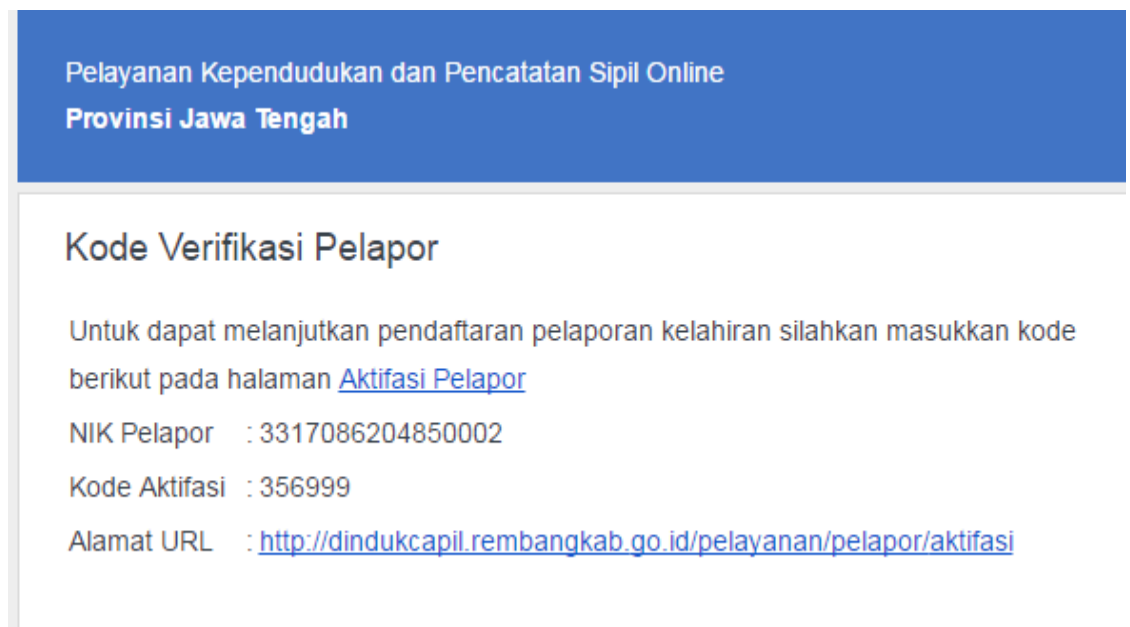 Pelayanan Kependudukan dan Pencatatan Sipil Online
Provinsi Jawa Tengah
Kode Verifikasi Pelapor
Untuk dapat melanjutkan pendaftaran pelaporan kelahiran silahkan masukkan kode
berikut pada halaman Aktifasi Pelapor
NIK Pelapor : 3317086204850002
Kode Aktifasi : 356999
Alamat URL : http://dindukcapil.rembangkab.go.id/pelayanan/pelapor/aktifasi